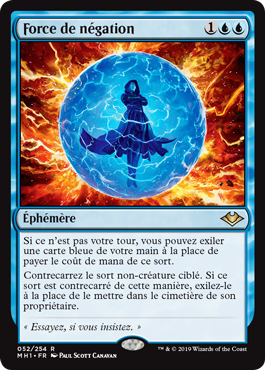 Force de négation
1
Éphémère
Si ce n'est pas votre tour, vous pouvez exiler
une carte bleue de votre main à la place de
payer le coût de mana de ce sort.
Contrecarrez le sort non-créature ciblé. Si ce
sort est contrecarré de cette manière, exilez-le
à la place de le mettre dans le cimetière de son
propriétaire.
« Essayez, si vous insistez. »
052/254 R
MH1 • FR Paul Scott Canavan
™ & © 2019 Wizards of the Coast